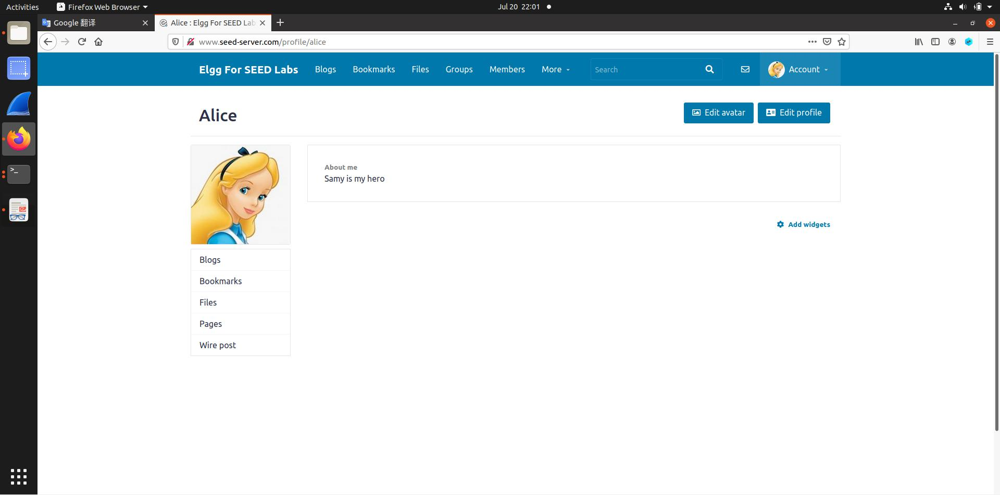 Activities Firefox Web Browser Jul 20 22:01
Google 翻译 Alice : Elgg For SEED Lab
www.seed-server.com/profile/alice
Elgg For SEED Labs Blogs Bookmarks Files Groups Members More Search Account
Alice Edit avatar Edit profile
About me
Samy is my hero
Add widgets
Blogs
Bookmarks
Files
Pages
Wire post